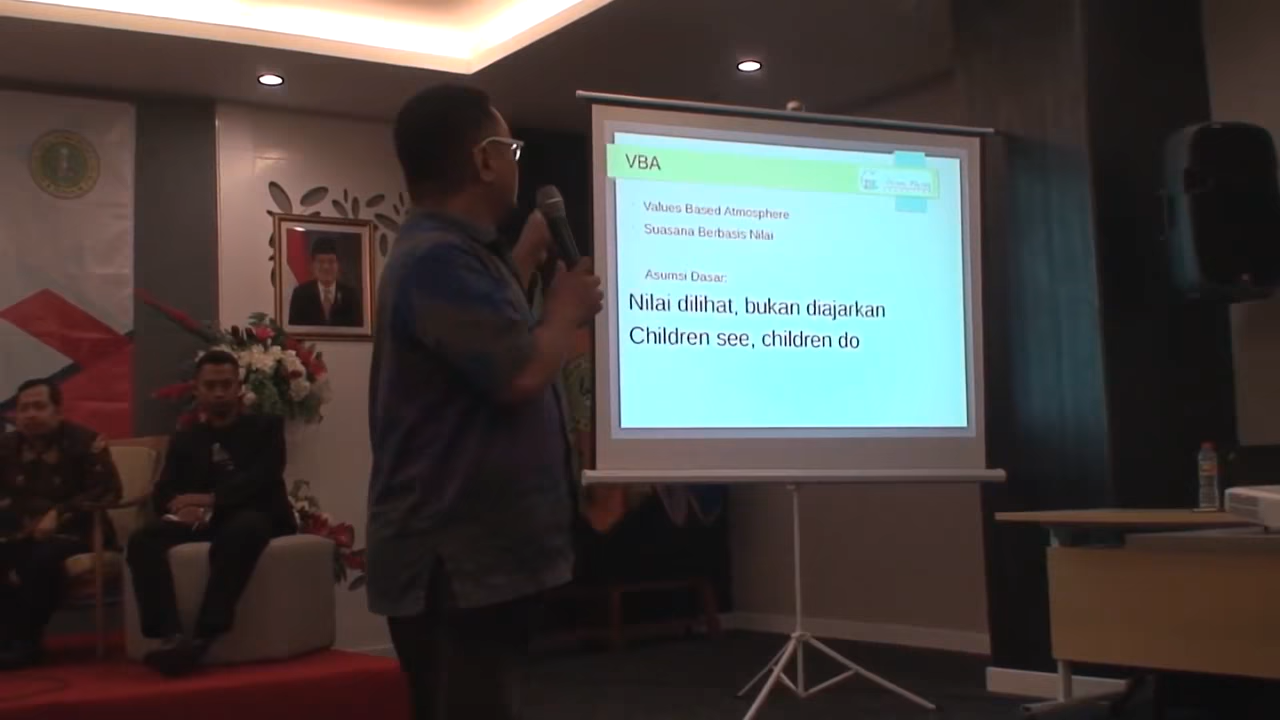 VBA
Values Based Atmosphere
Suasana Berbasis Nilai
Asumsi Dasar:
Nilai dilihat, bukan diajarkan
Children see, children do